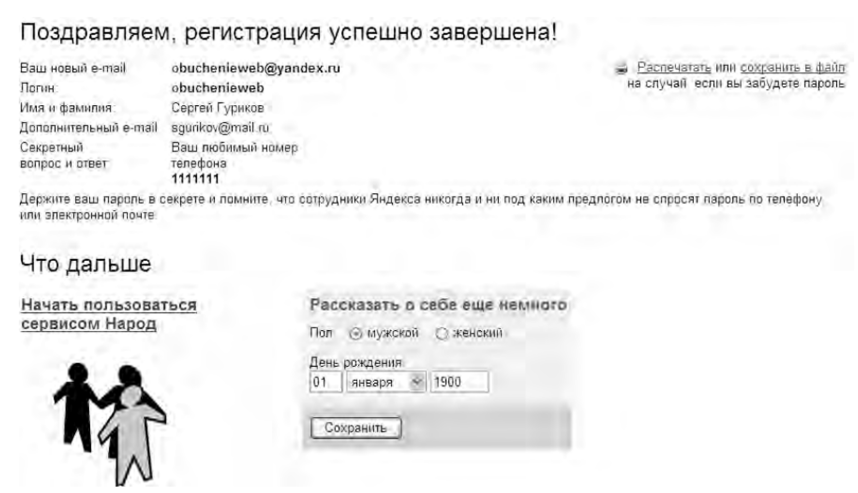 Поздравляем, регистрация успешно завершена!
Ваш новый e-mail obuchenieweb@yandex.ru
Распечатать или сохранить в файл
на случай если вы забудете пароль
Логин obuchenieweb
Имя и фамилия Сергей Гуриков
Дополнительный e-mail sgurikov@mail.ru
Секретный
вопрос и ответ
Ваш любимый номер
телефона
1111111
Держите ваш пароль в секрете и помните, что сотрудники Яндекса никогда и ни под каким предлогом не спросят пароль по телефону
или электронной почте
Что дальше
Начать пользоваться
сервисом Народ
Рассказать о себе еще немного
Пол мужской женский
День рождения
01 января 1900
Сохранить